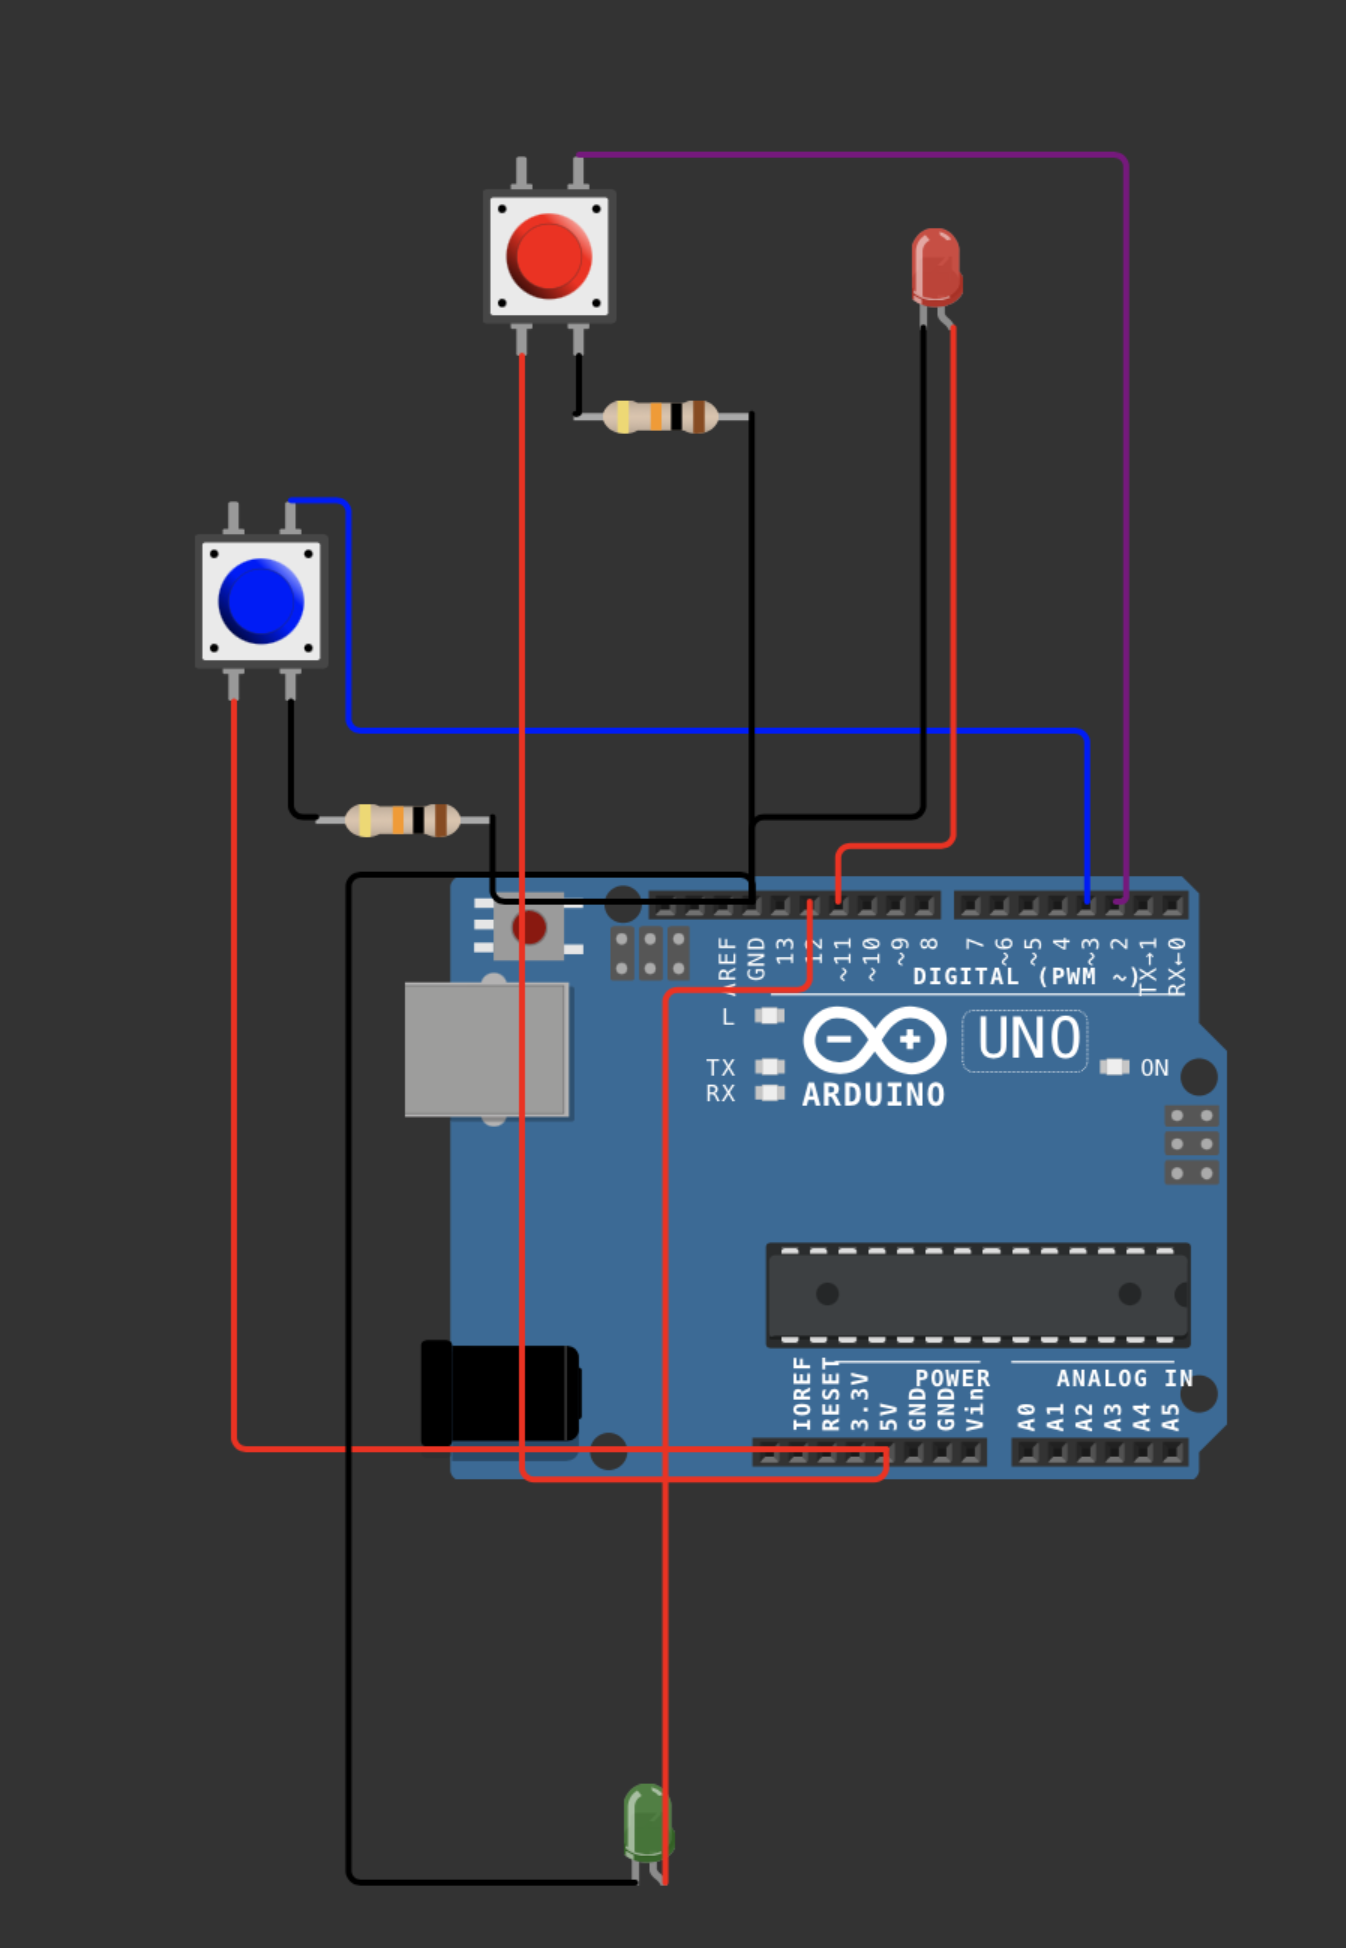 AREF GND 13 12 ~11 ~10 ~9 8 7 ~6 ~5 4 ~3 2 TX→1 RX←0
DIGITAL (PWM ~)
L
UNO
TX
ON
RX
ARDUINO
IOREF RESET 3.3V 5V GND GND Vin A0 A1 A2 A3 A4 A5
POWER
ANALOG IN